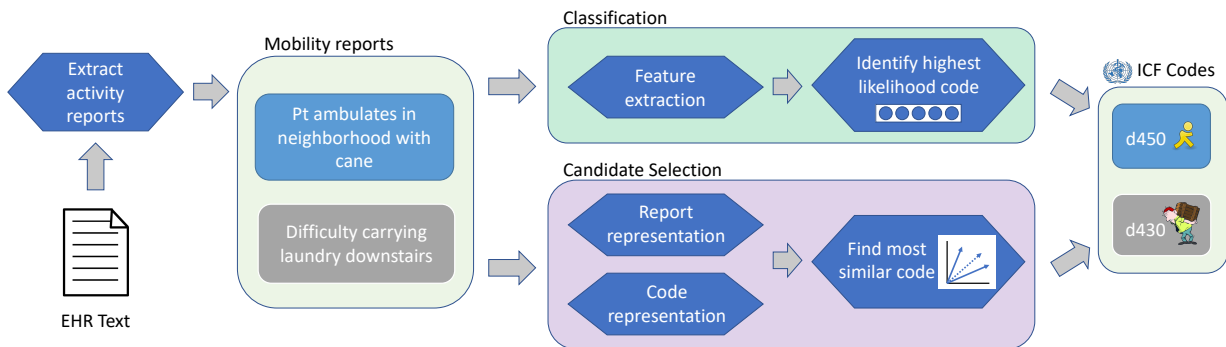 Extract
activity
reports
EHR Text
Mobility reports
Pt ambulates in
neighborhood with
cane
Difficulty carrying
laundry downstairs
Classification
Feature
extraction
Identify highest
likelihood code
Candidate Selection
Report
representation
Code
representation
Find most
similar code
ICF Codes
d450
d430